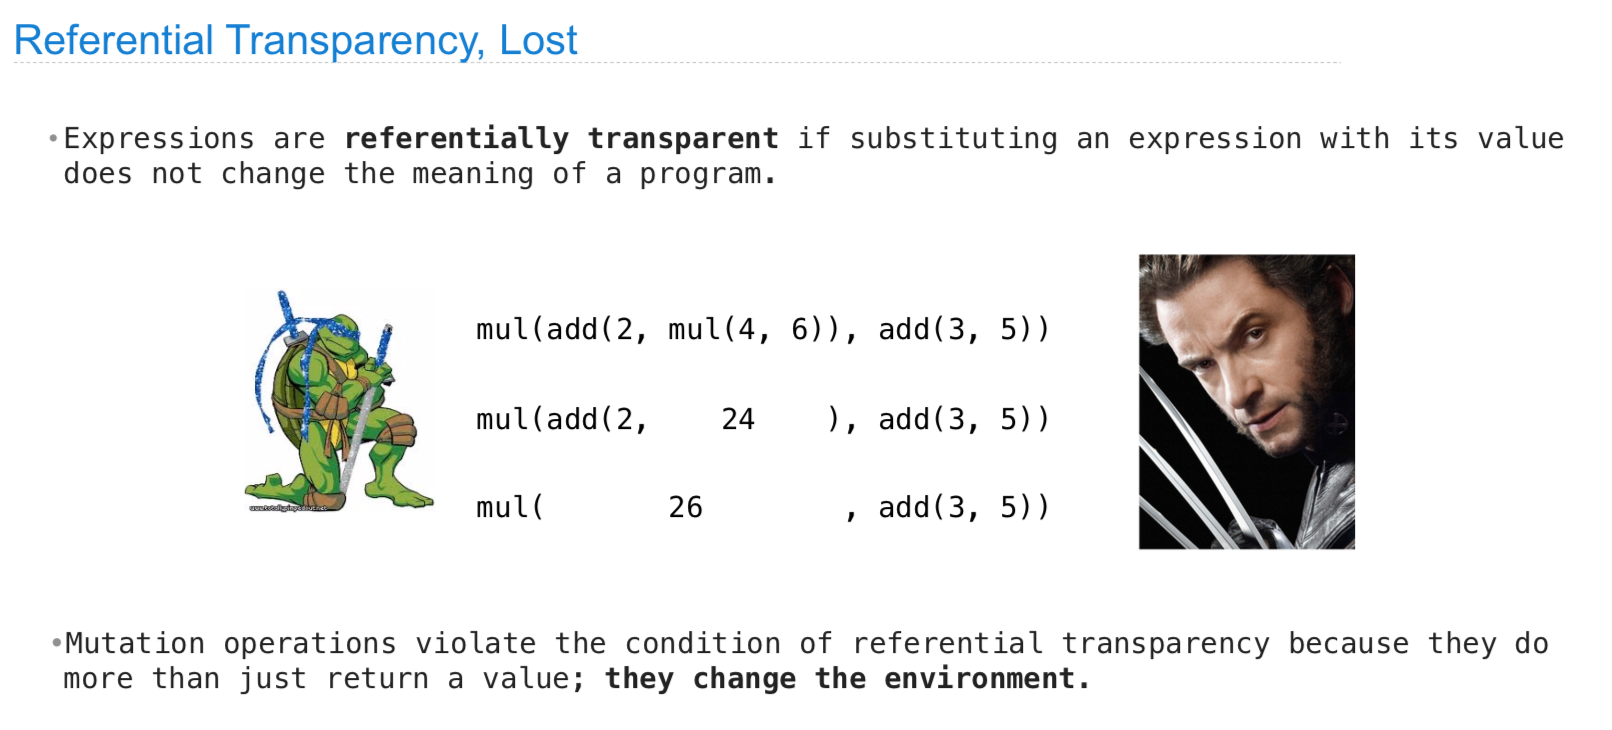 Referential Transparency, Lost
•Expressions are referentially transparent if substituting an expression with its value
does not change the meaning of a program.
mul(add(2, mul(4, 6)), add(3, 5))
mul(add(2, 24 ), add(3, 5))
mul( 26 , add(3, 5))
•Mutation operations violate the condition of referential transparency because they do
more than just return a value; they change the environment.